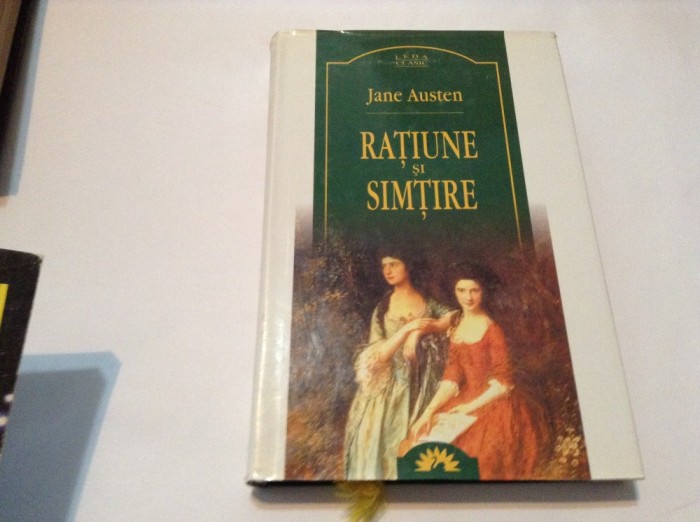 LEDA
CLASIC
Jane Austen
RAȚIUNE
ȘI
SIMȚIRE